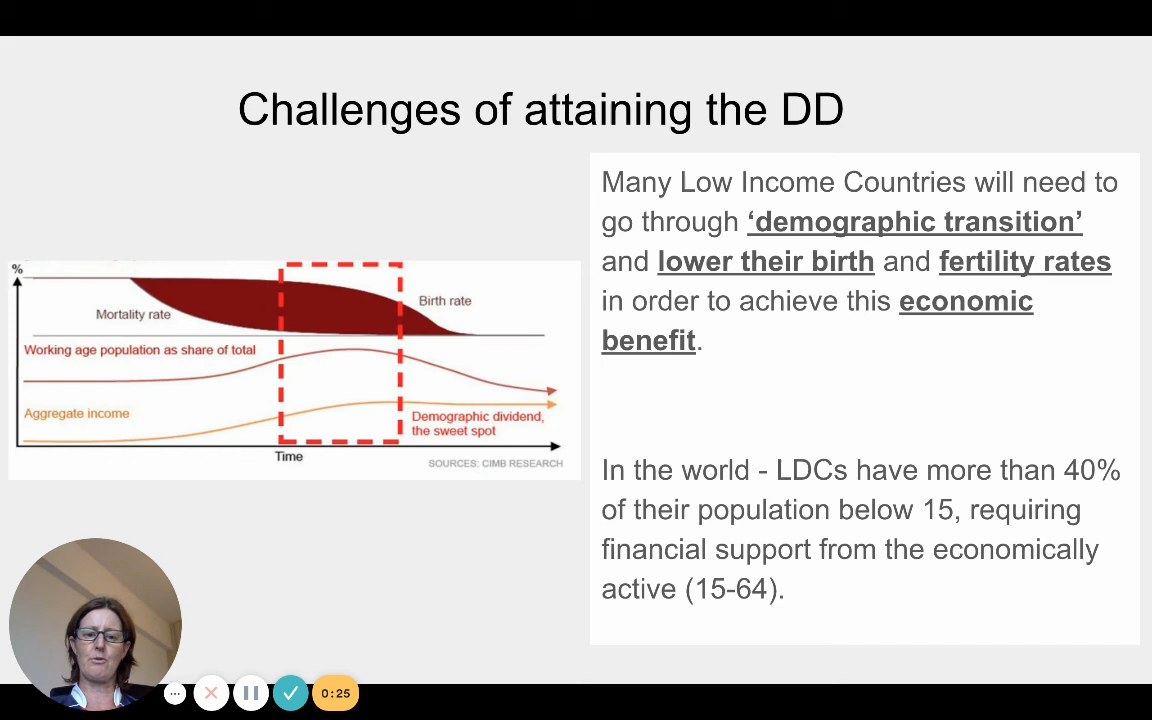 Challenges of attaining the DD
%
Mortality rate
Birth rate
Working age population as share of total
Aggregate income
Demographic dividend,
the sweet spot
Time
SOURCES: CIMB RESEARCH
Many Low Income Countries will need to
go through ‘demographic transition’
and lower their birth and fertility rates
in order to achieve this economic
benefit.
In the world - LDCs have more than 40%
of their population below 15, requiring
financial support from the economically
active (15-64).
0:25